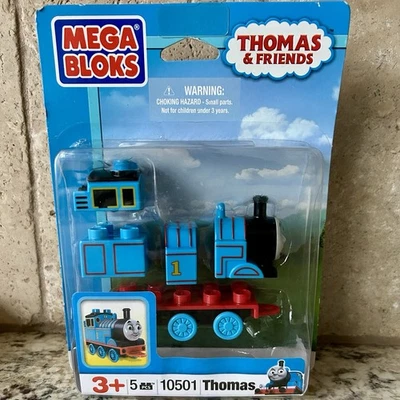 MEGA
BLOKS
THOMAS
& FRIENDS
WARNING:
CHOKING HAZARD - Small parts.
Not for children under 3 years.
1
3+ 5 10501 Thomas